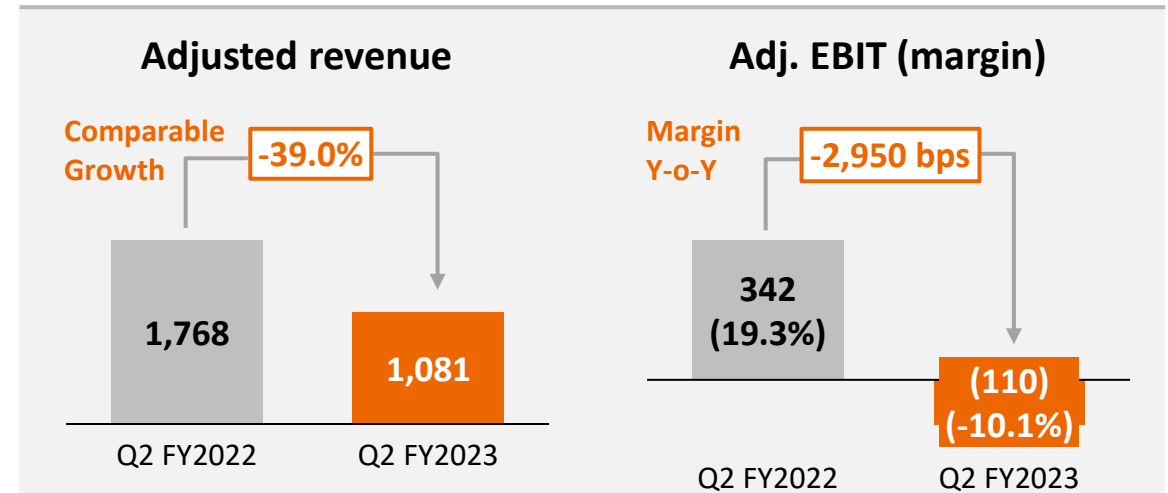 Adjusted revenue
Comparable
Growth
-39.0%
1,768
1,081
Q2 FY2022
Q2 FY2023
Adj. EBIT (margin)
Margin
Y-o-Y
-2,950 bps
342
(19.3%)
(110)
(-10.1%)
Q2 FY2022
Q2 FY2023